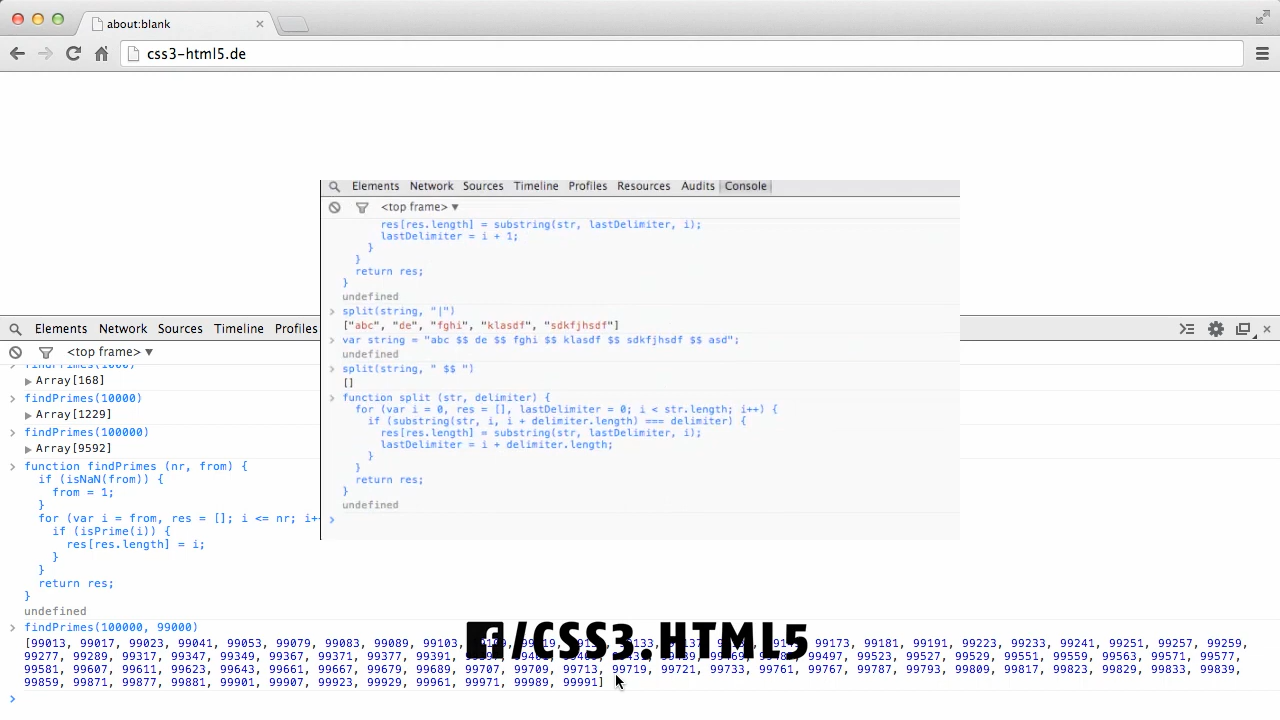 about:blank
css3-html5.de
Elements Network Sources Timeline Profiles Resources Audits Console
<top frame>
res[res.length] = substring(str, lastDelimiter, i);
lastDelimiter = i + 1;
}
}
return res;
}
undefined
split(string, "|")
["abc", "de", "fghi", "klasdf", "sdkfjhsdf"]
var string = "abc $$ de $$ fghi $$ klasdf $$ sdkfjhsdf $$ asd";
undefined
split(string, " $$ ")
[]
function split (str, delimiter) {
for (var i = 0, res = [], lastDelimiter = 0; i < str.length; i++) {
if (substring(str, i, i + delimiter.length) === delimiter) {
res[res.length] = substring(str, lastDelimiter, i);
lastDelimiter = i + delimiter.length;
}
}
return res;
}
undefined
Elements Network Sources Timeline Profiles
<top frame>
findPrimes(1000)
Array[168]
findPrimes(10000)
Array[1229]
findPrimes(100000)
Array[9592]
function findPrimes (nr, from) {
if (isNaN(from)) {
from = 1;
}
for (var i = from, res = []; i <= nr; i++
if (isPrime(i)) {
res[res.length] = i;
}
}
return res;
}
undefined
findPrimes(100000, 99000)
[99013, 99017, 99023, 99041, 99053, 99079, 99083, 99089, 99103, 99173, 99181, 99191, 99223, 99233, 99241, 99251, 99257, 99259,
99277, 99289, 99317, 99347, 99349, 99367, 99371, 99377, 99391, 99497, 99523, 99527, 99529, 99551, 99559, 99563, 99571, 99577,
99581, 99607, 99611, 99623, 99643, 99661, 99667, 99679, 99689, 99707, 99709, 99713, 99719, 99721, 99733, 99761, 99767, 99787, 99793, 99809, 99817, 99823, 99829, 99833, 99839,
99859, 99871, 99877, 99881, 99901, 99907, 99923, 99929, 99961, 99971, 99989, 99991]
f/CSS3.HTML5